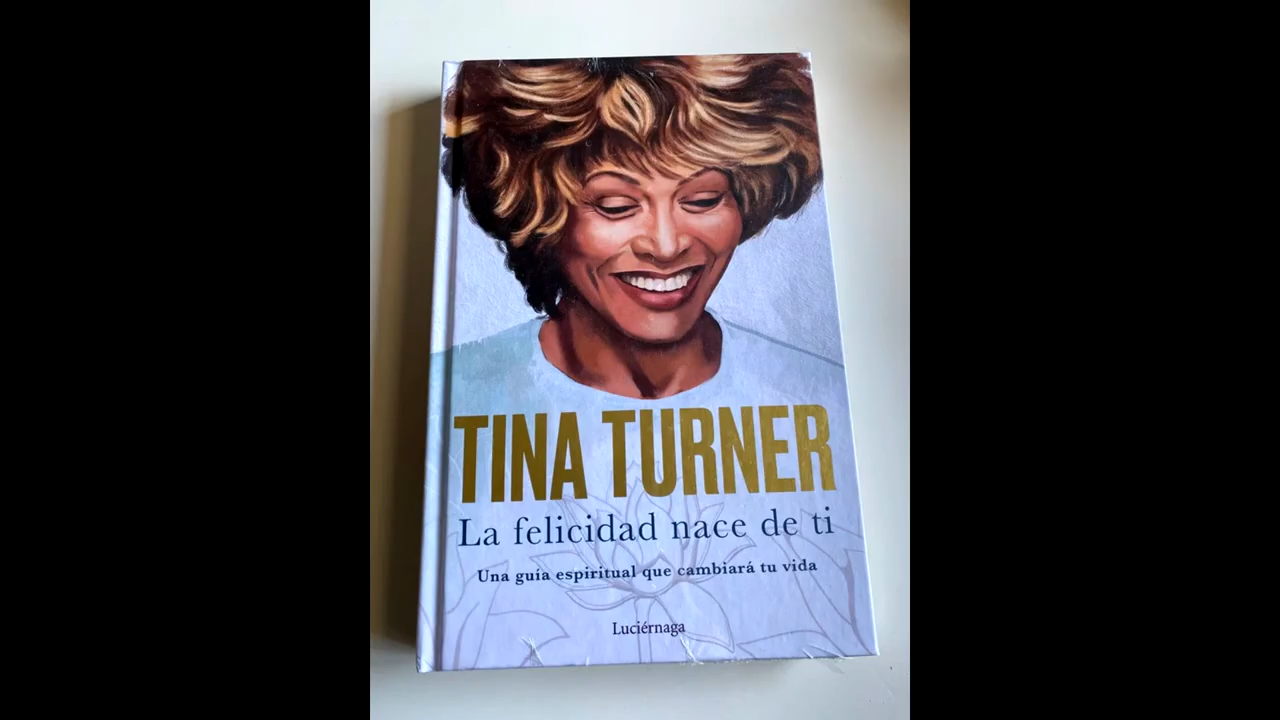 TINA TURNER
La felicidad nace de ti
Una guía espiritual que cambiará tu vida
Luciérnaga